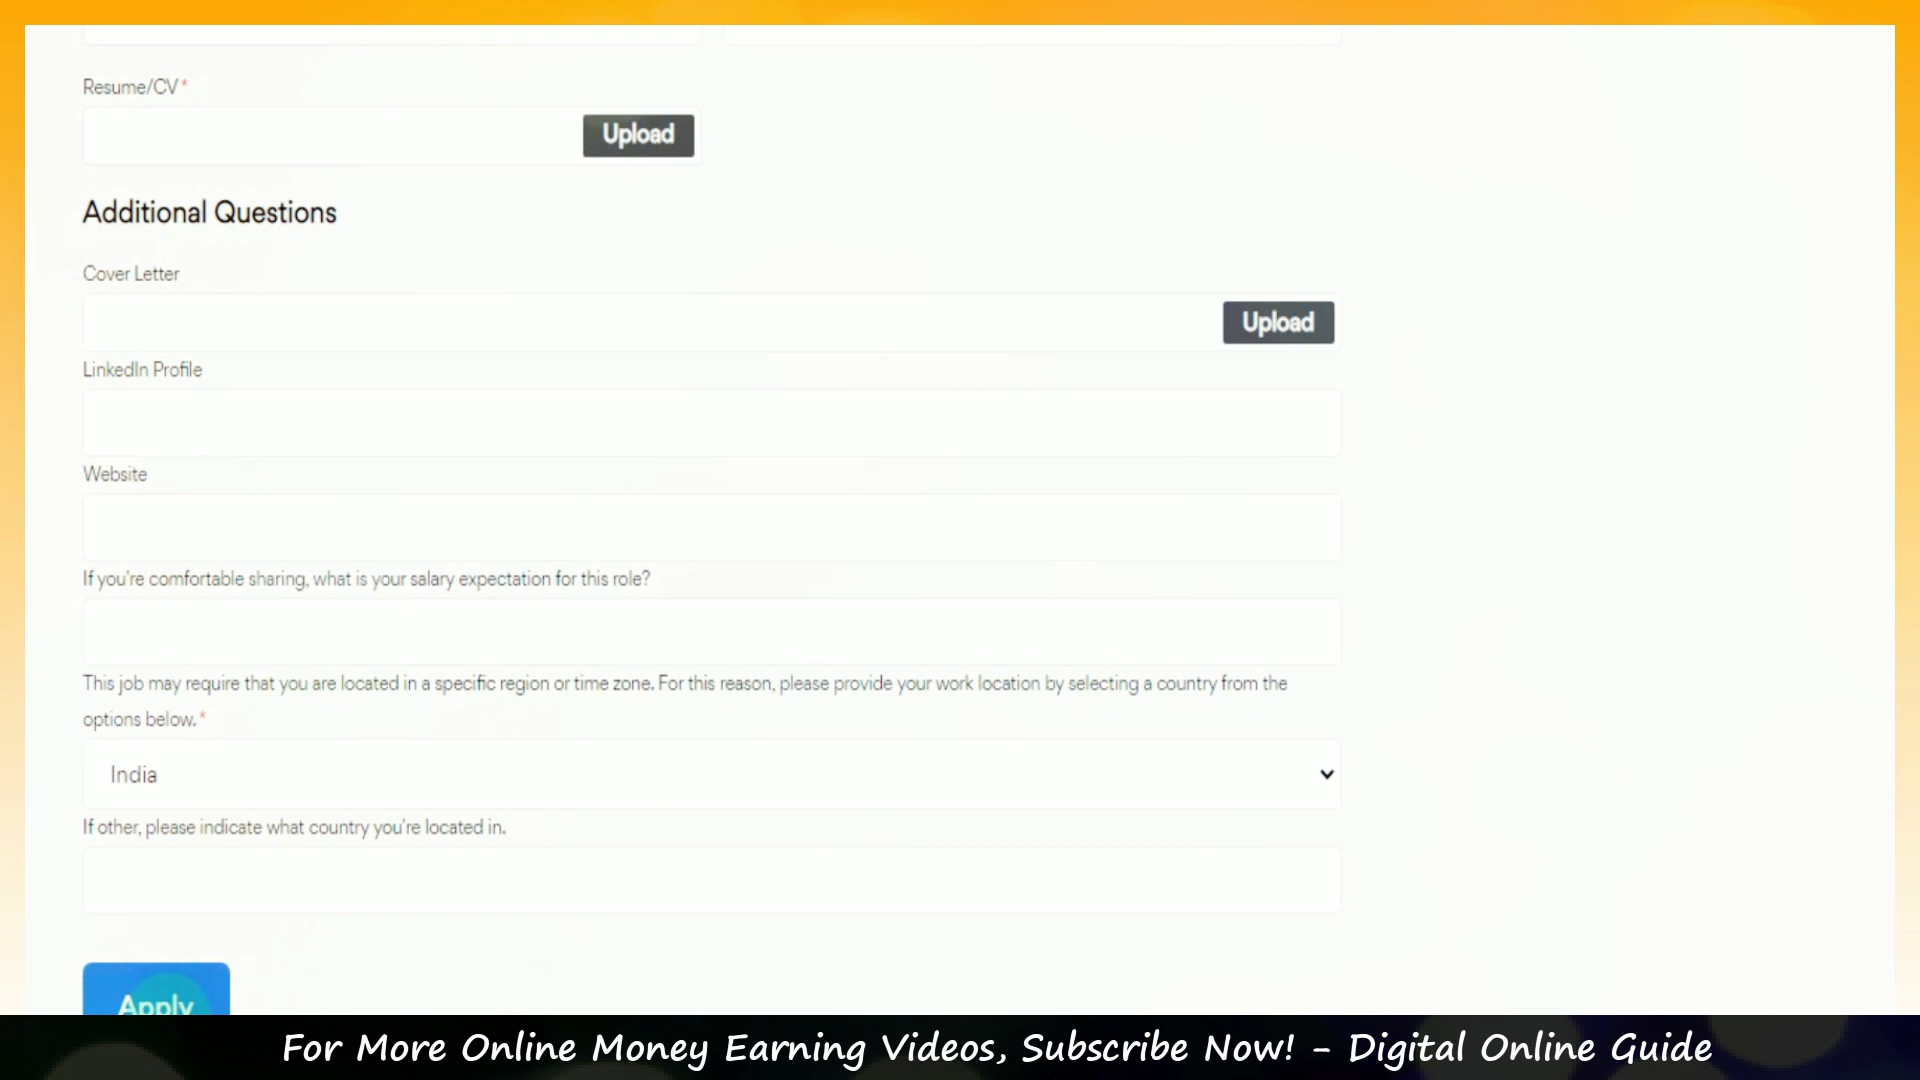 Resume/CV*
Upload
Additional Questions
Cover Letter
Upload
LinkedIn Profile
Website
If you're comfortable sharing, what is your salary expectation for this role?
This job may require that you are located in a specific region or time zone. For this reason, please provide your work location by selecting a country from the
options below.*
India
If other, please indicate what country you're located in.
Apply
For More Online Money Earning Videos, Subscribe Now! - Digital Online Guide